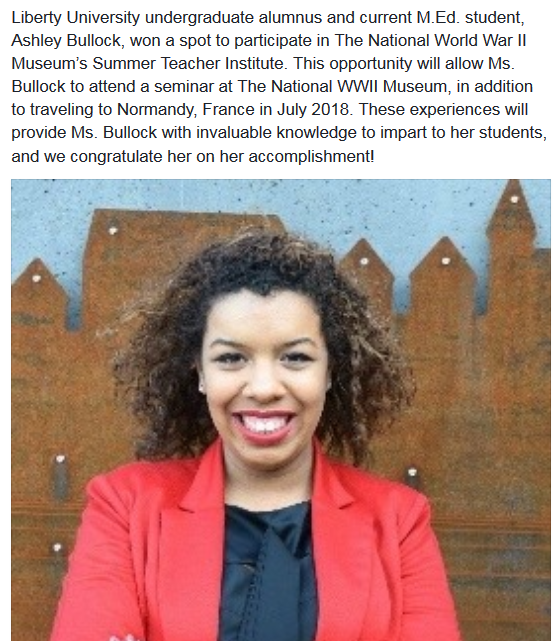 Liberty University undergraduate alumnus and current M.Ed. student,
Ashley Bullock, won a spot to participate in The National World War II
Museum’s Summer Teacher Institute. This opportunity will allow Ms.
Bullock to attend a seminar at The National WWII Museum, in addition
to traveling to Normandy, France in July 2018. These experiences will
provide Ms. Bullock with invaluable knowledge to impart to her students,
and we congratulate her on her accomplishment!